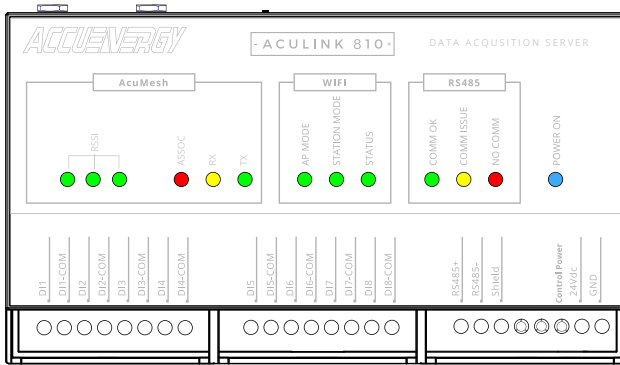 ACCUENERGY
ACULINK 810
DATA ACQUSITION SERVER
AcuMesh
WIFI
RS485
RSSI
ASSOC
RX
TX
AP MODE
STATION MODE
STATUS
COMM OK
COMM ISSUE
NO COMM
POWER ON
DI1
DI1-COM
DI2
DI2-COM
DI3
DI3-COM
DI4
DI4-COM
DI5
DI5-COM
DI6
DI6-COM
DI7
DI7-COM
DI8
DI8-COM
RS485+
RS485-
Shield
Control Power
24Vdc
GND